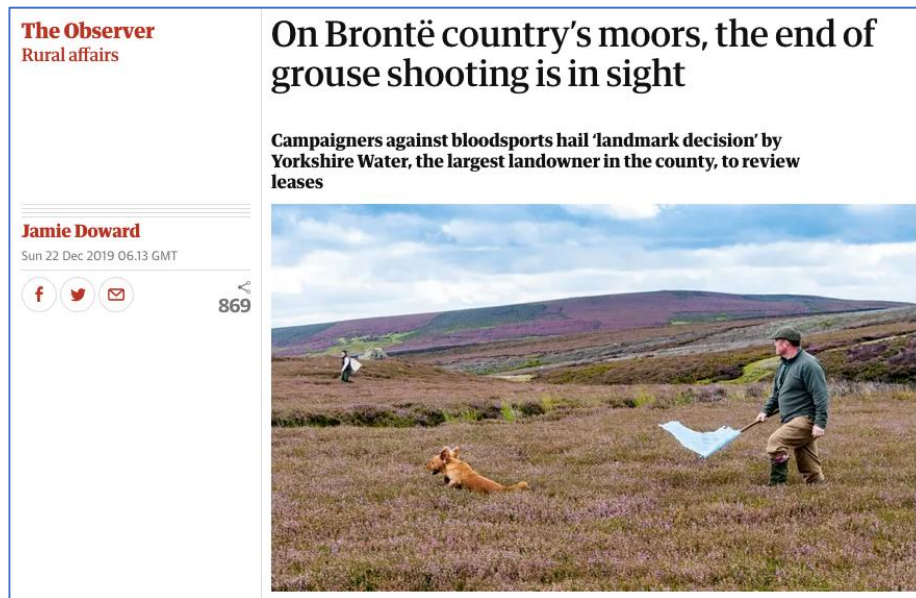 The Observer
Rural affairs
On Brontë country's moors, the end of
grouse shooting is in sight
Campaigners against bloodsports hail ‘landmark decision’ by
Yorkshire Water, the largest landowner in the county, to review
leases
Jamie Doward
Sun 22 Dec 2019 06.13 GMT
869